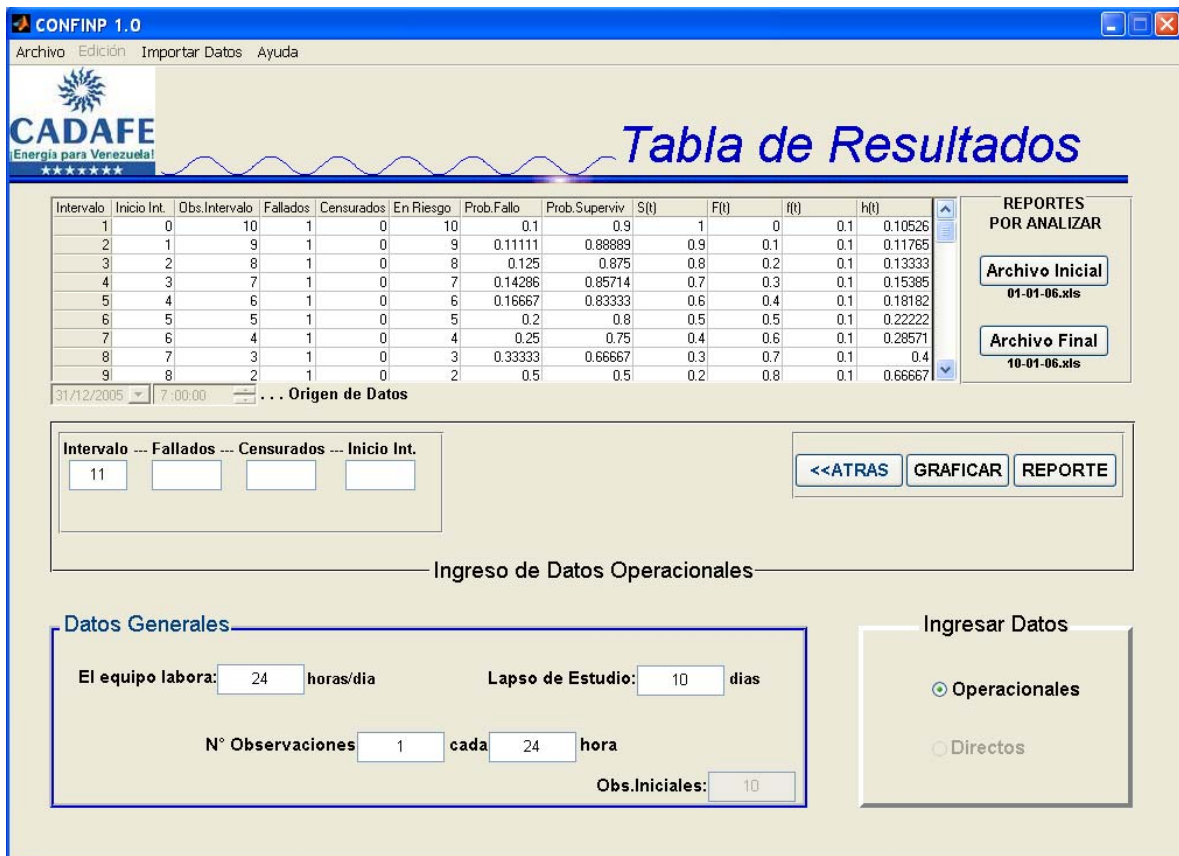 CONFINP 1.0
Archivo Edición Importar Datos Ayuda
CADAFE
¡Energía para Venezuela!
Tabla de Resultados
Intervalo Inicio Int. Obs.Intervalo Fallados Censurados En Riesgo Prob.Fallo Prob.Superviv S(t) F(t) f(t) h(t)
1 0 10 1 0 10 0.1 0.9 1 0 0.1 0.10526
2 1 9 1 0 9 0.11111 0.88889 0.9 0.1 0.1 0.11765
3 2 8 1 0 8 0.125 0.875 0.8 0.2 0.1 0.13333
4 3 7 1 0 7 0.14286 0.85714 0.7 0.3 0.1 0.15385
5 4 6 1 0 6 0.16667 0.83333 0.6 0.4 0.1 0.18182
6 5 5 1 0 5 0.2 0.8 0.5 0.5 0.1 0.22222
7 6 4 1 0 4 0.25 0.75 0.4 0.6 0.1 0.28571
8 7 3 1 0 3 0.33333 0.66667 0.3 0.7 0.1 0.4
9 8 2 1 0 2 0.5 0.5 0.2 0.8 0.1 0.66667
REPORTES
POR ANALIZAR
Archivo Inicial
01-01-06.xls
Archivo Final
10-01-06.xls
31/12/2005 7:00:00 . . . Origen de Datos
Intervalo --- Fallados --- Censurados --- Inicio Int.
11
<<ATRAS GRAFICAR REPORTE
Ingreso de Datos Operacionales
Datos Generales
El equipo labora: 24 horas/dia Lapso de Estudio: 10 dias
N° Observaciones 1 cada 24 hora
Obs.Iniciales: 10
Ingresar Datos
Operacionales
Directos